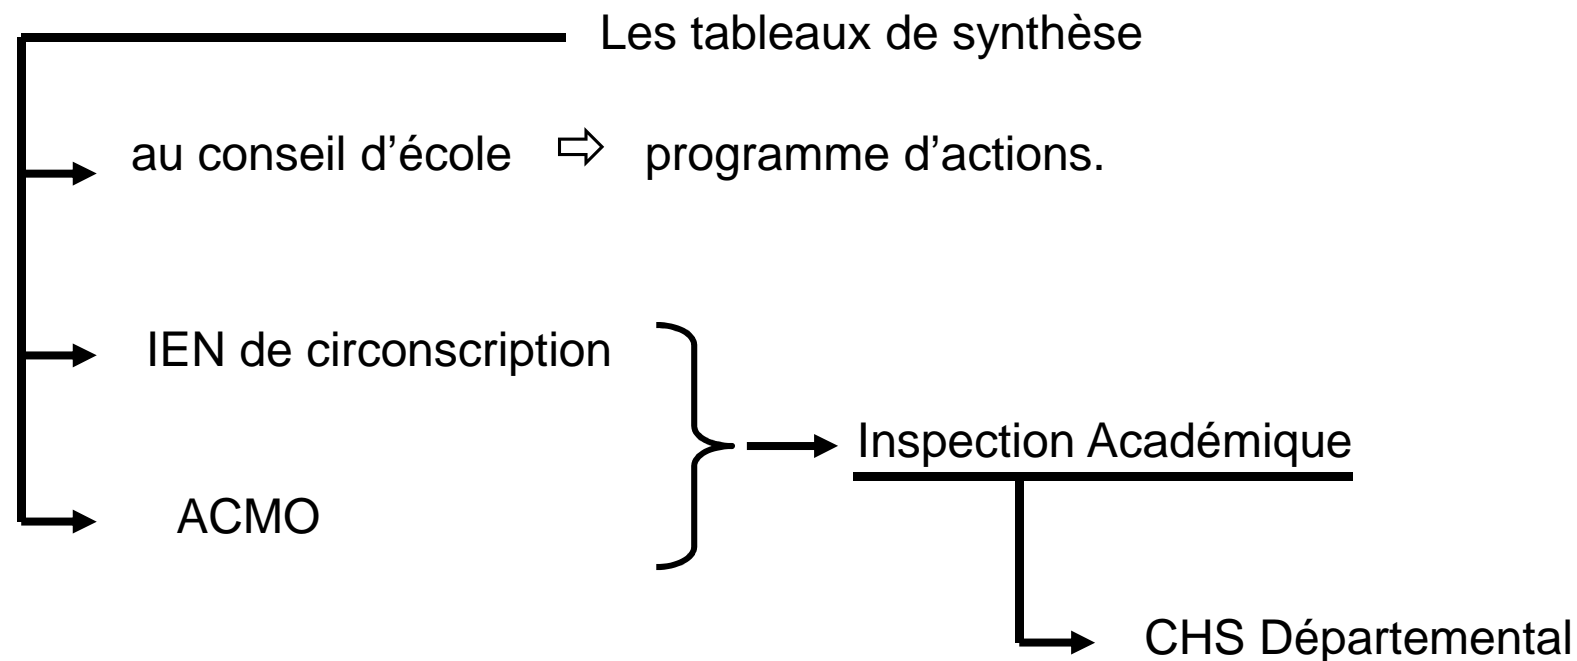 Les tableaux de synthèse
au conseil d’école ⇨ programme d’actions.
IEN de circonscription
Inspection Académique
ACMO
CHS Départemental